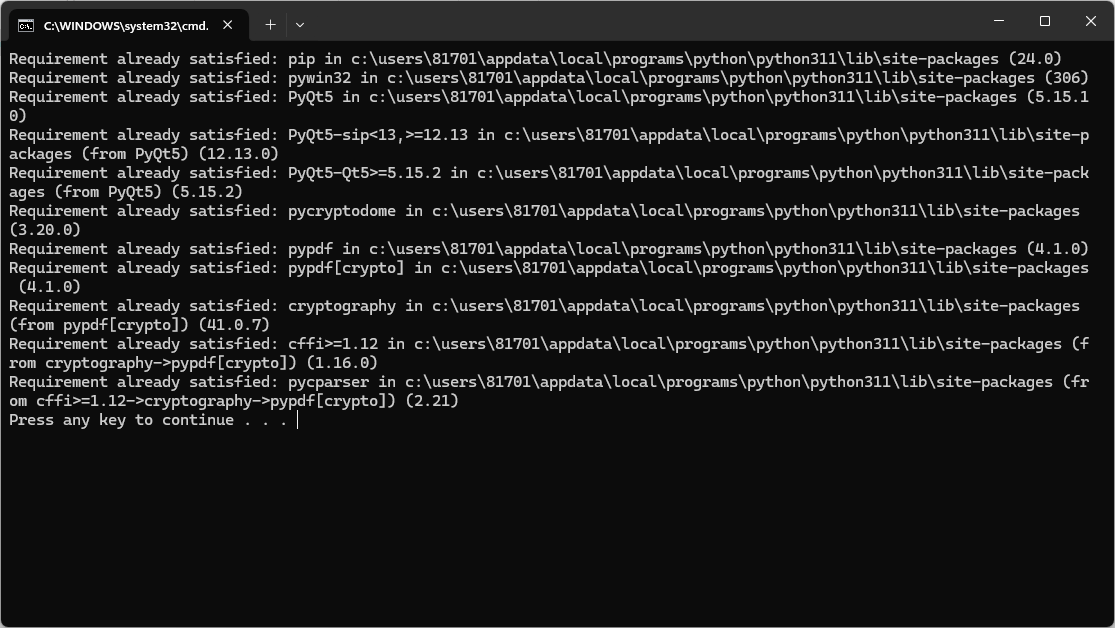 C:\WINDOWS\system32\cmd.
Requirement already satisfied: pip in c:\users\81701\appdata\local\programs\python\python311\lib\site-packages (24.0)
Requirement already satisfied: pywin32 in c:\users\81701\appdata\local\programs\python\python311\lib\site-packages (306)
Requirement already satisfied: PyQt5 in c:\users\81701\appdata\local\programs\python\python311\lib\site-packages (5.15.1
0)
Requirement already satisfied: PyQt5-sip<13,>=12.13 in c:\users\81701\appdata\local\programs\python\python311\lib\site-p
ackages (from PyQt5) (12.13.0)
Requirement already satisfied: PyQt5-Qt5>=5.15.2 in c:\users\81701\appdata\local\programs\python\python311\lib\site-pack
ages (from PyQt5) (5.15.2)
Requirement already satisfied: pycryptodome in c:\users\81701\appdata\local\programs\python\python311\lib\site-packages
(3.20.0)
Requirement already satisfied: pypdf in c:\users\81701\appdata\local\programs\python\python311\lib\site-packages (4.1.0)
Requirement already satisfied: pypdf[crypto] in c:\users\81701\appdata\local\programs\python\python311\lib\site-packages
 (4.1.0)
Requirement already satisfied: cryptography in c:\users\81701\appdata\local\programs\python\python311\lib\site-packages
(from pypdf[crypto]) (41.0.7)
Requirement already satisfied: cffi>=1.12 in c:\users\81701\appdata\local\programs\python\python311\lib\site-packages (f
rom cryptography->pypdf[crypto]) (1.16.0)
Requirement already satisfied: pycparser in c:\users\81701\appdata\local\programs\python\python311\lib\site-packages (fr
om cffi>=1.12->cryptography->pypdf[crypto]) (2.21)
Press any key to continue . . .